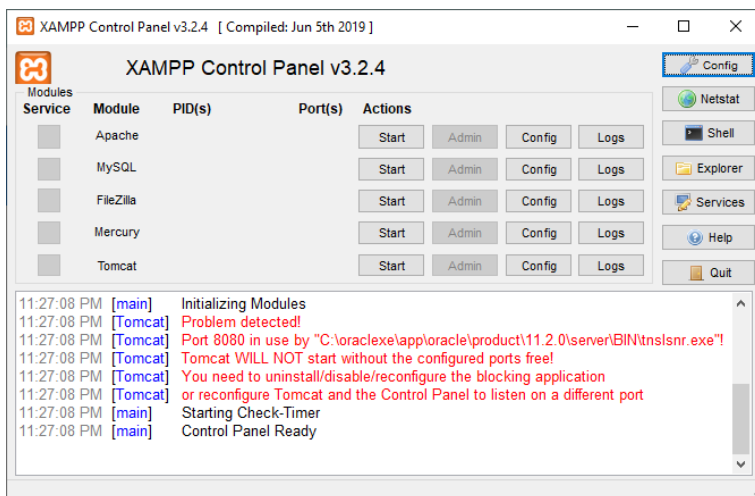 XAMPP Control Panel v3.2.4 [ Compiled: Jun 5th 2019 ]
XAMPP Control Panel v3.2.4
Config
Modules
Service Module PID(s) Port(s) Actions
Netstat
Apache Start Admin Config Logs
Shell
MySQL Start Admin Config Logs
Explorer
FileZilla Start Admin Config Logs
Services
Mercury Start Admin Config Logs
Help
Tomcat Start Admin Config Logs
Quit
11:27:08 PM [main] Initializing Modules
11:27:08 PM [Tomcat] Problem detected!
11:27:08 PM [Tomcat] Port 8080 in use by "C:\oraclexe\app\oracle\product\11.2.0\server\BIN\tnslsnr.exe"!
11:27:08 PM [Tomcat] Tomcat WILL NOT start without the configured ports free!
11:27:08 PM [Tomcat] You need to uninstall/disable/reconfigure the blocking application
11:27:08 PM [Tomcat] or reconfigure Tomcat and the Control Panel to listen on a different port
11:27:08 PM [main] Starting Check-Timer
11:27:08 PM [main] Control Panel Ready